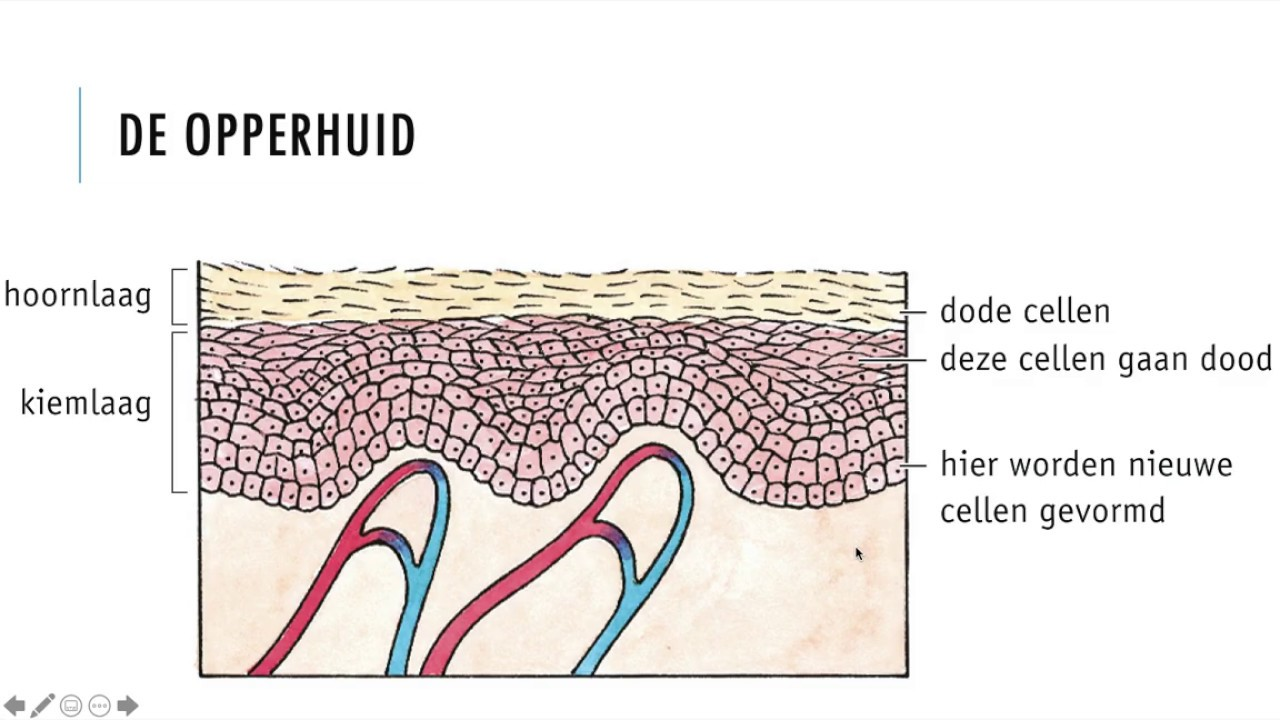 DE OPPERHUID
hoornlaag
kiemlaag
dode cellen
deze cellen gaan dood
hier worden nieuwe
cellen gevormd